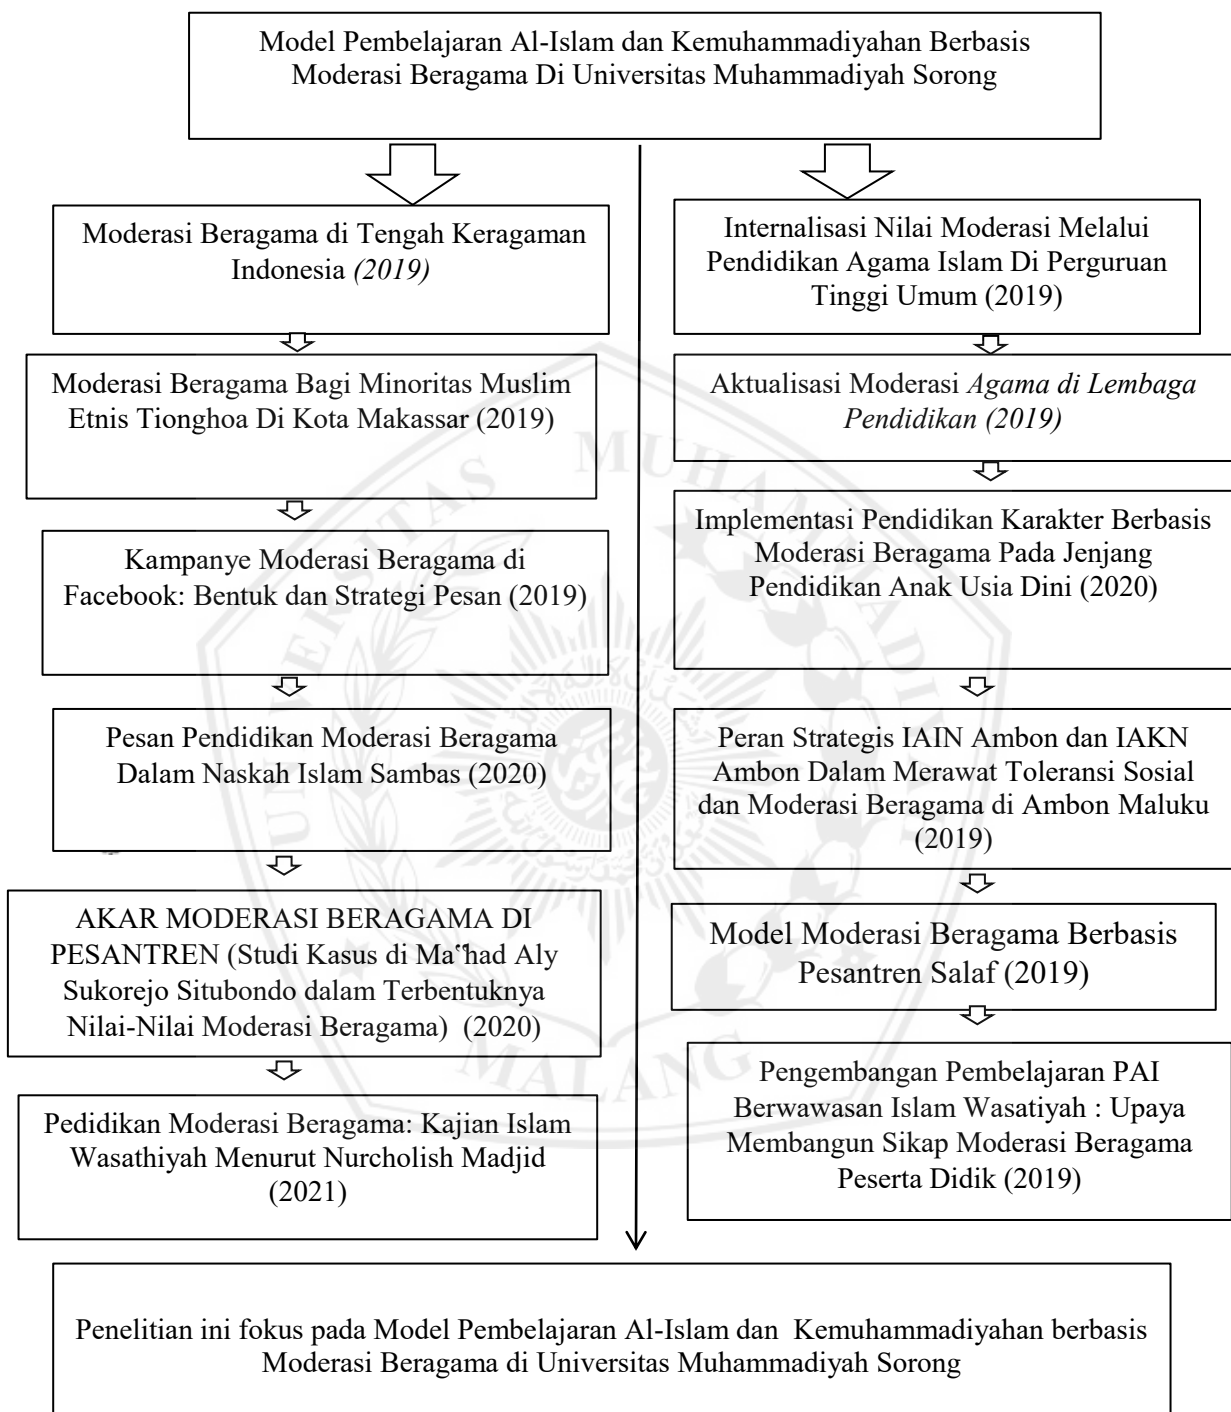 Model Pembelajaran Al-Islam dan Kemuhammadiyahan Berbasis
Moderasi Beragama Di Universitas Muhammadiyah Sorong
Moderasi Beragama di Tengah Keragaman
Indonesia (2019)
Moderasi Beragama Bagi Minoritas Muslim
Etnis Tionghoa Di Kota Makassar (2019)
Kampanye Moderasi Beragama di
Facebook: Bentuk dan Strategi Pesan (2019)
Pesan Pendidikan Moderasi Beragama
Dalam Naskah Islam Sambas (2020)
AKAR MODERASI BERAGAMA DI
PESANTREN (Studi Kasus di Ma‟had Aly
Sukorejo Situbondo dalam Terbentuknya
Nilai-Nilai Moderasi Beragama) (2020)
Pedidikan Moderasi Beragama: Kajian Islam
Wasathiyah Menurut Nurcholish Madjid
(2021)
Internalisasi Nilai Moderasi Melalui
Pendidikan Agama Islam Di Perguruan
Tinggi Umum (2019)
Aktualisasi Moderasi Agama di Lembaga
Pendidikan (2019)
Implementasi Pendidikan Karakter Berbasis
Moderasi Beragama Pada Jenjang
Pendidikan Anak Usia Dini (2020)
Peran Strategis IAIN Ambon dan IAKN
Ambon Dalam Merawat Toleransi Sosial
dan Moderasi Beragama di Ambon Maluku
(2019)
Model Moderasi Beragama Berbasis
Pesantren Salaf (2019)
Pengembangan Pembelajaran PAI
Berwawasan Islam Wasatiyah : Upaya
Membangun Sikap Moderasi Beragama
Peserta Didik (2019)
Penelitian ini fokus pada Model Pembelajaran Al-Islam dan Kemuhammadiyahan berbasis
Moderasi Beragama di Universitas Muhammadiyah Sorong
UNIVERSITAS MUHAMMADIYAH
MALANG